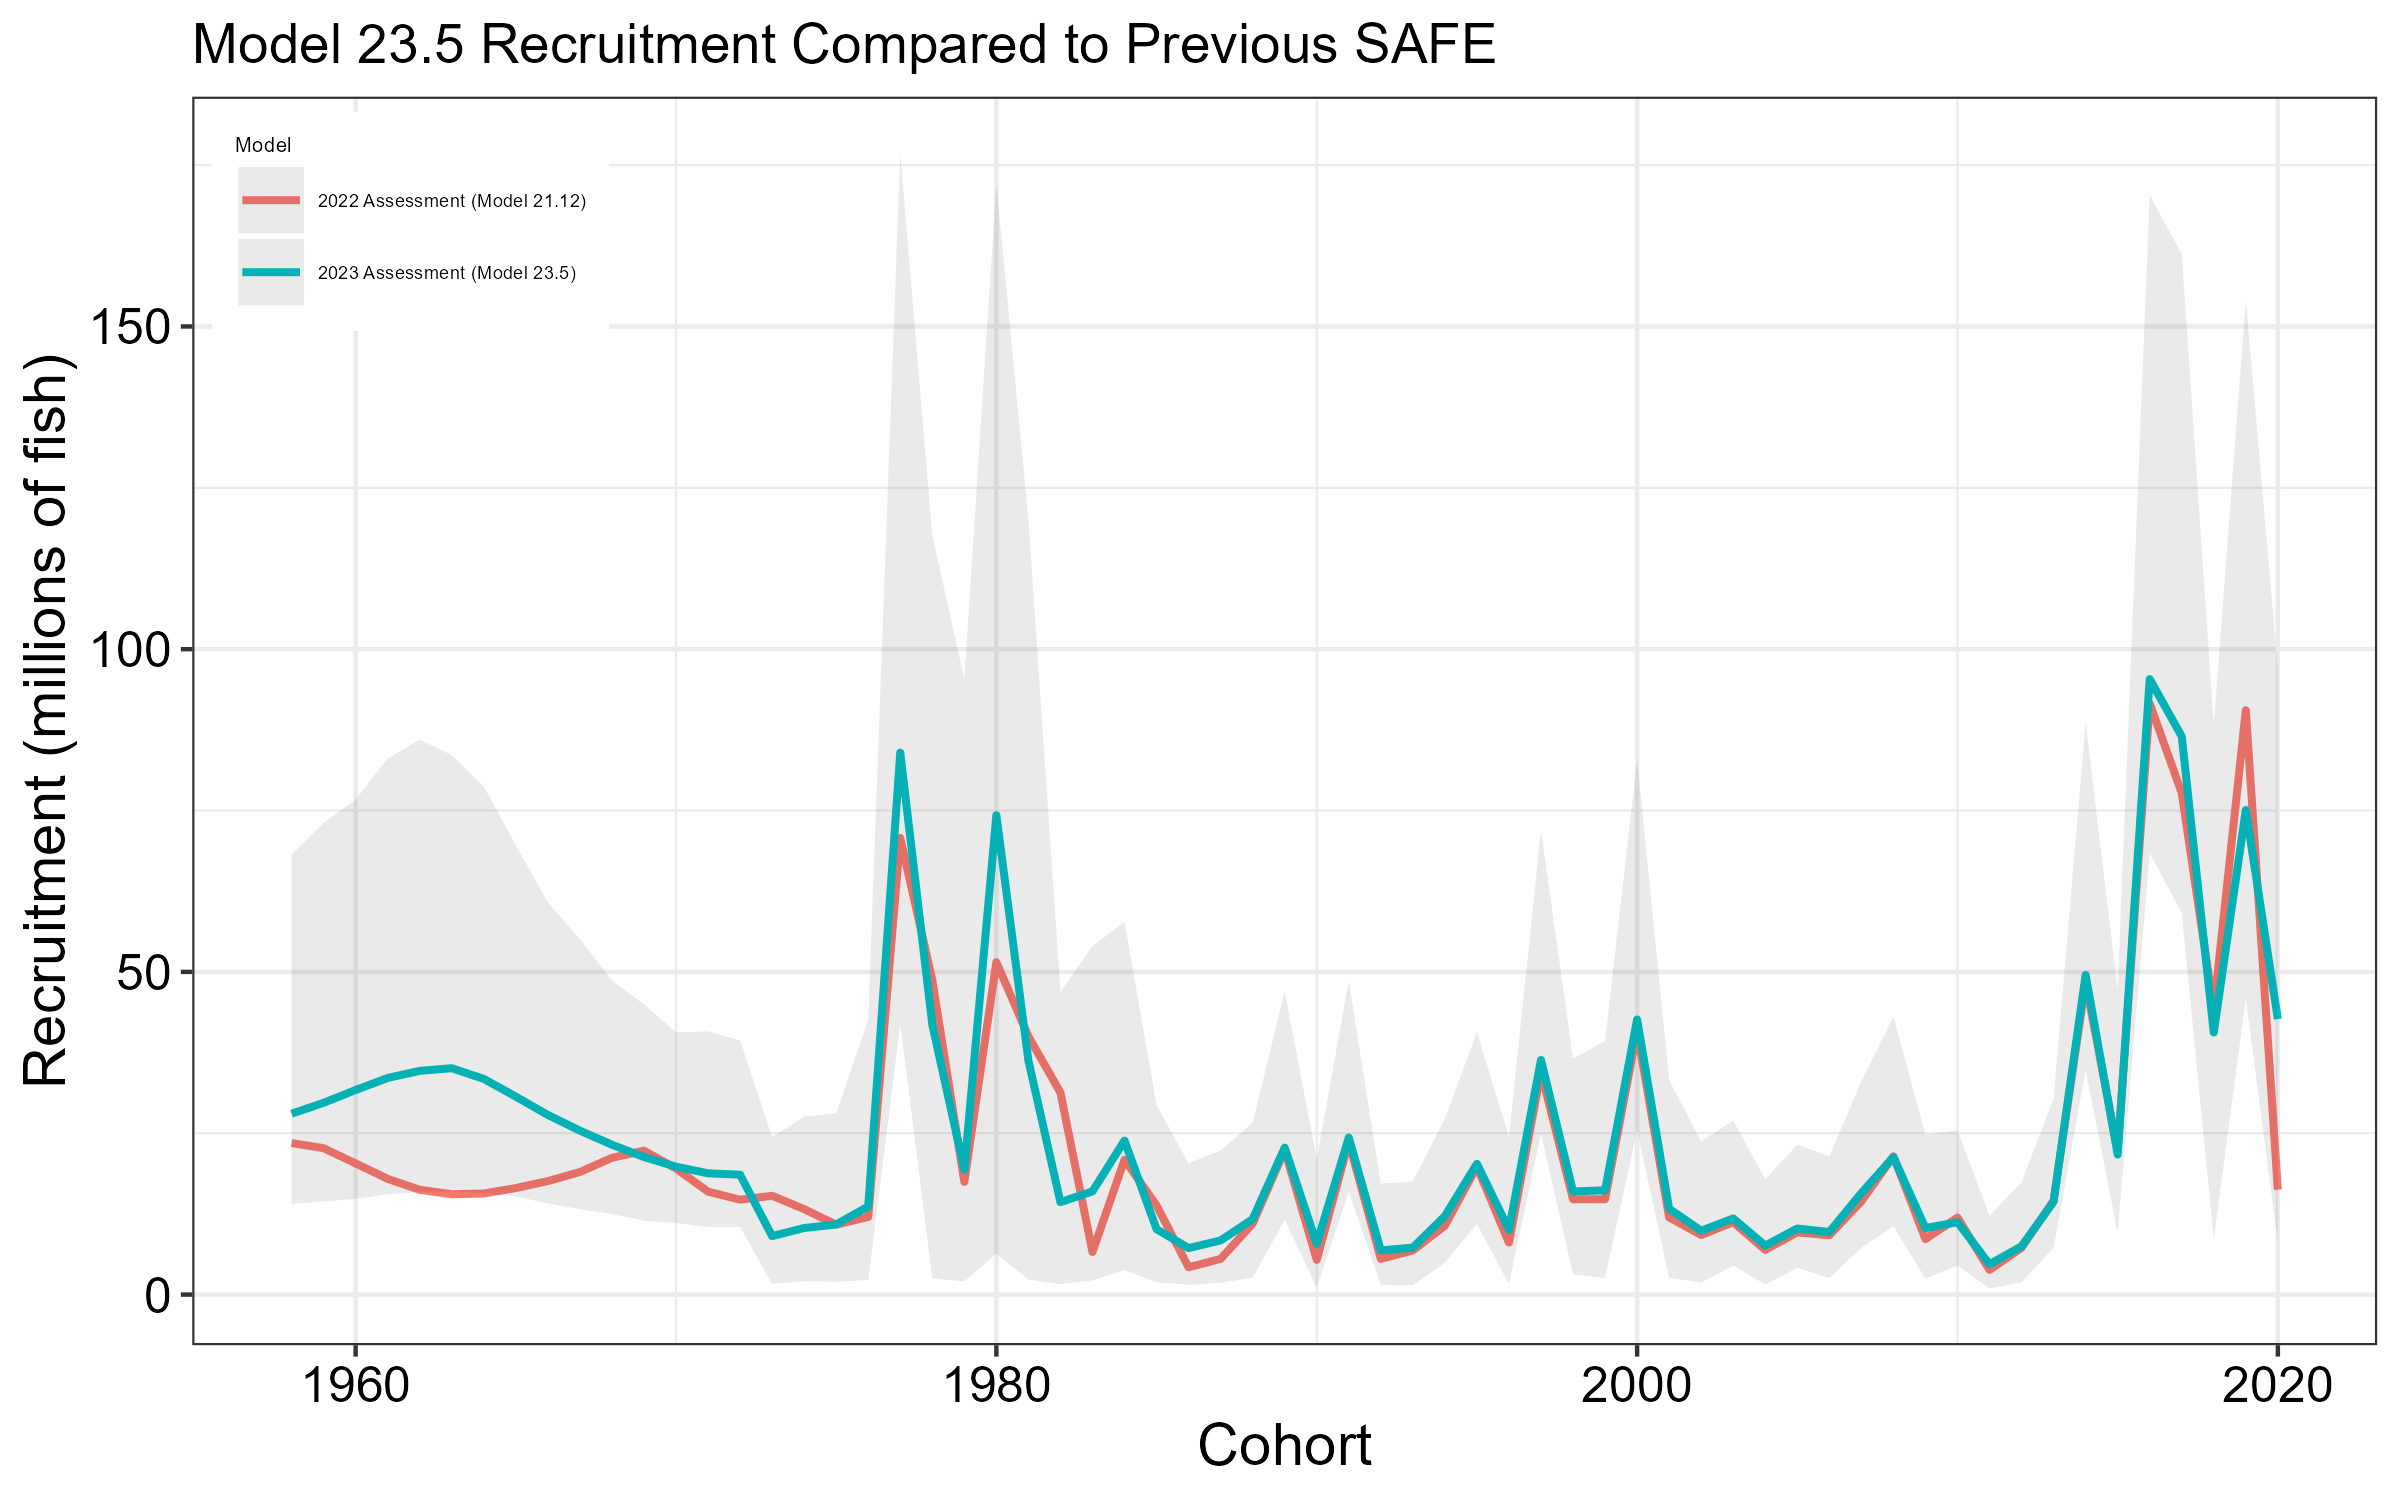 Model 23.5 Recruitment Compared to Previous SAFE
Model
2022 Assessment (Model 21.12)
2023 Assessment (Model 23.5)
Recruitment (millions of fish)
150
100
50
0
1960
1980
2000
2020
Cohort